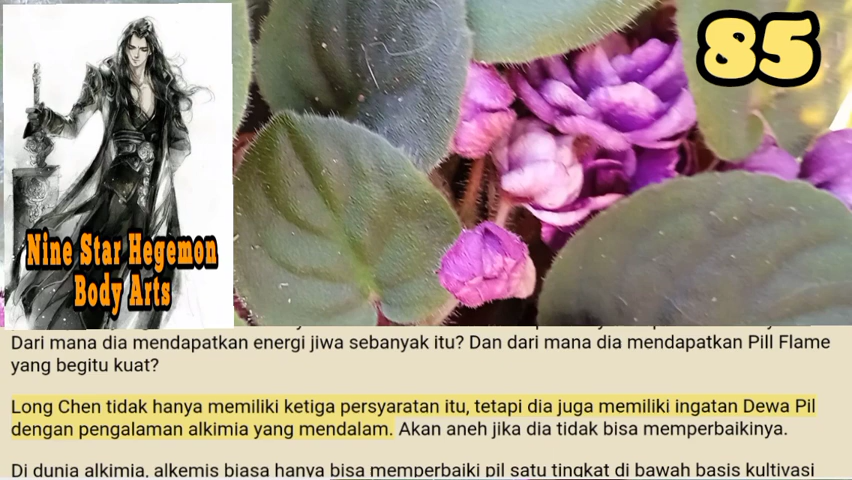 85
Nine Star Hegemon
Body Arts
Dari mana dia mendapatkan energi jiwa sebanyak itu? Dan dari mana dia mendapatkan Pill Flame
yang begitu kuat?
Long Chen tidak hanya memiliki ketiga persyaratan itu, tetapi dia juga memiliki ingatan Dewa Pil
dengan pengalaman alkimia yang mendalam. Akan aneh jika dia tidak bisa memperbaikinya.
Di dunia alkimia, alkemis biasa hanya bisa memperbaiki pil satu tingkat di bawah basis kultivasi